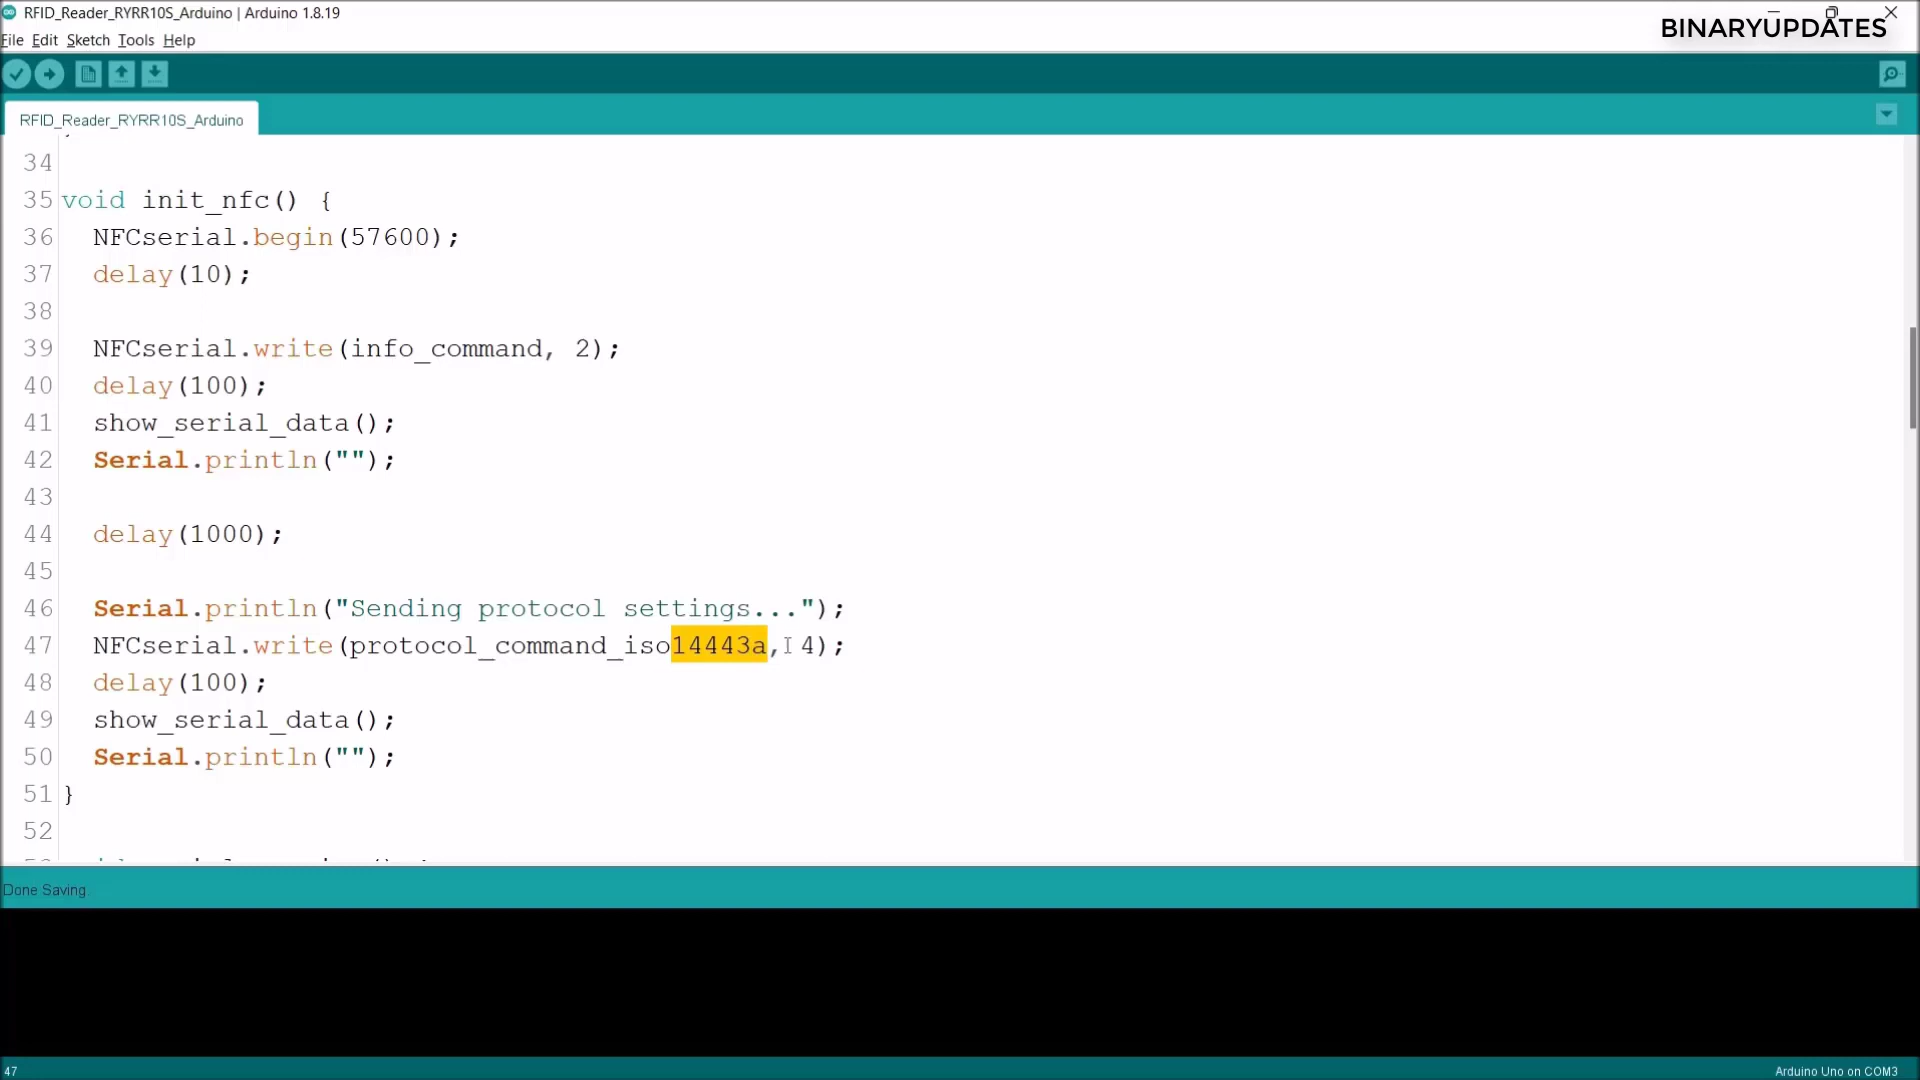 RFID_Reader_RYRR10S_Arduino | Arduino 1.8.19
BINARYUPDATES
File Edit Sketch Tools Help
RFID_Reader_RYRR10S_Arduino
34
35 void init_nfc() {
36 NFCserial.begin(57600);
37 delay(10);
38
39 NFCserial.write(info_command, 2);
40 delay(100);
41 show_serial_data();
42 Serial.println("");
43
44 delay(1000);
45
46 Serial.println("Sending protocol settings...");
47 NFCserial.write(protocol_command_iso14443a, 4);
48 delay(100);
49 show_serial_data();
50 Serial.println("");
51 }
52
Done Saving.
47
Arduino Uno on COM3